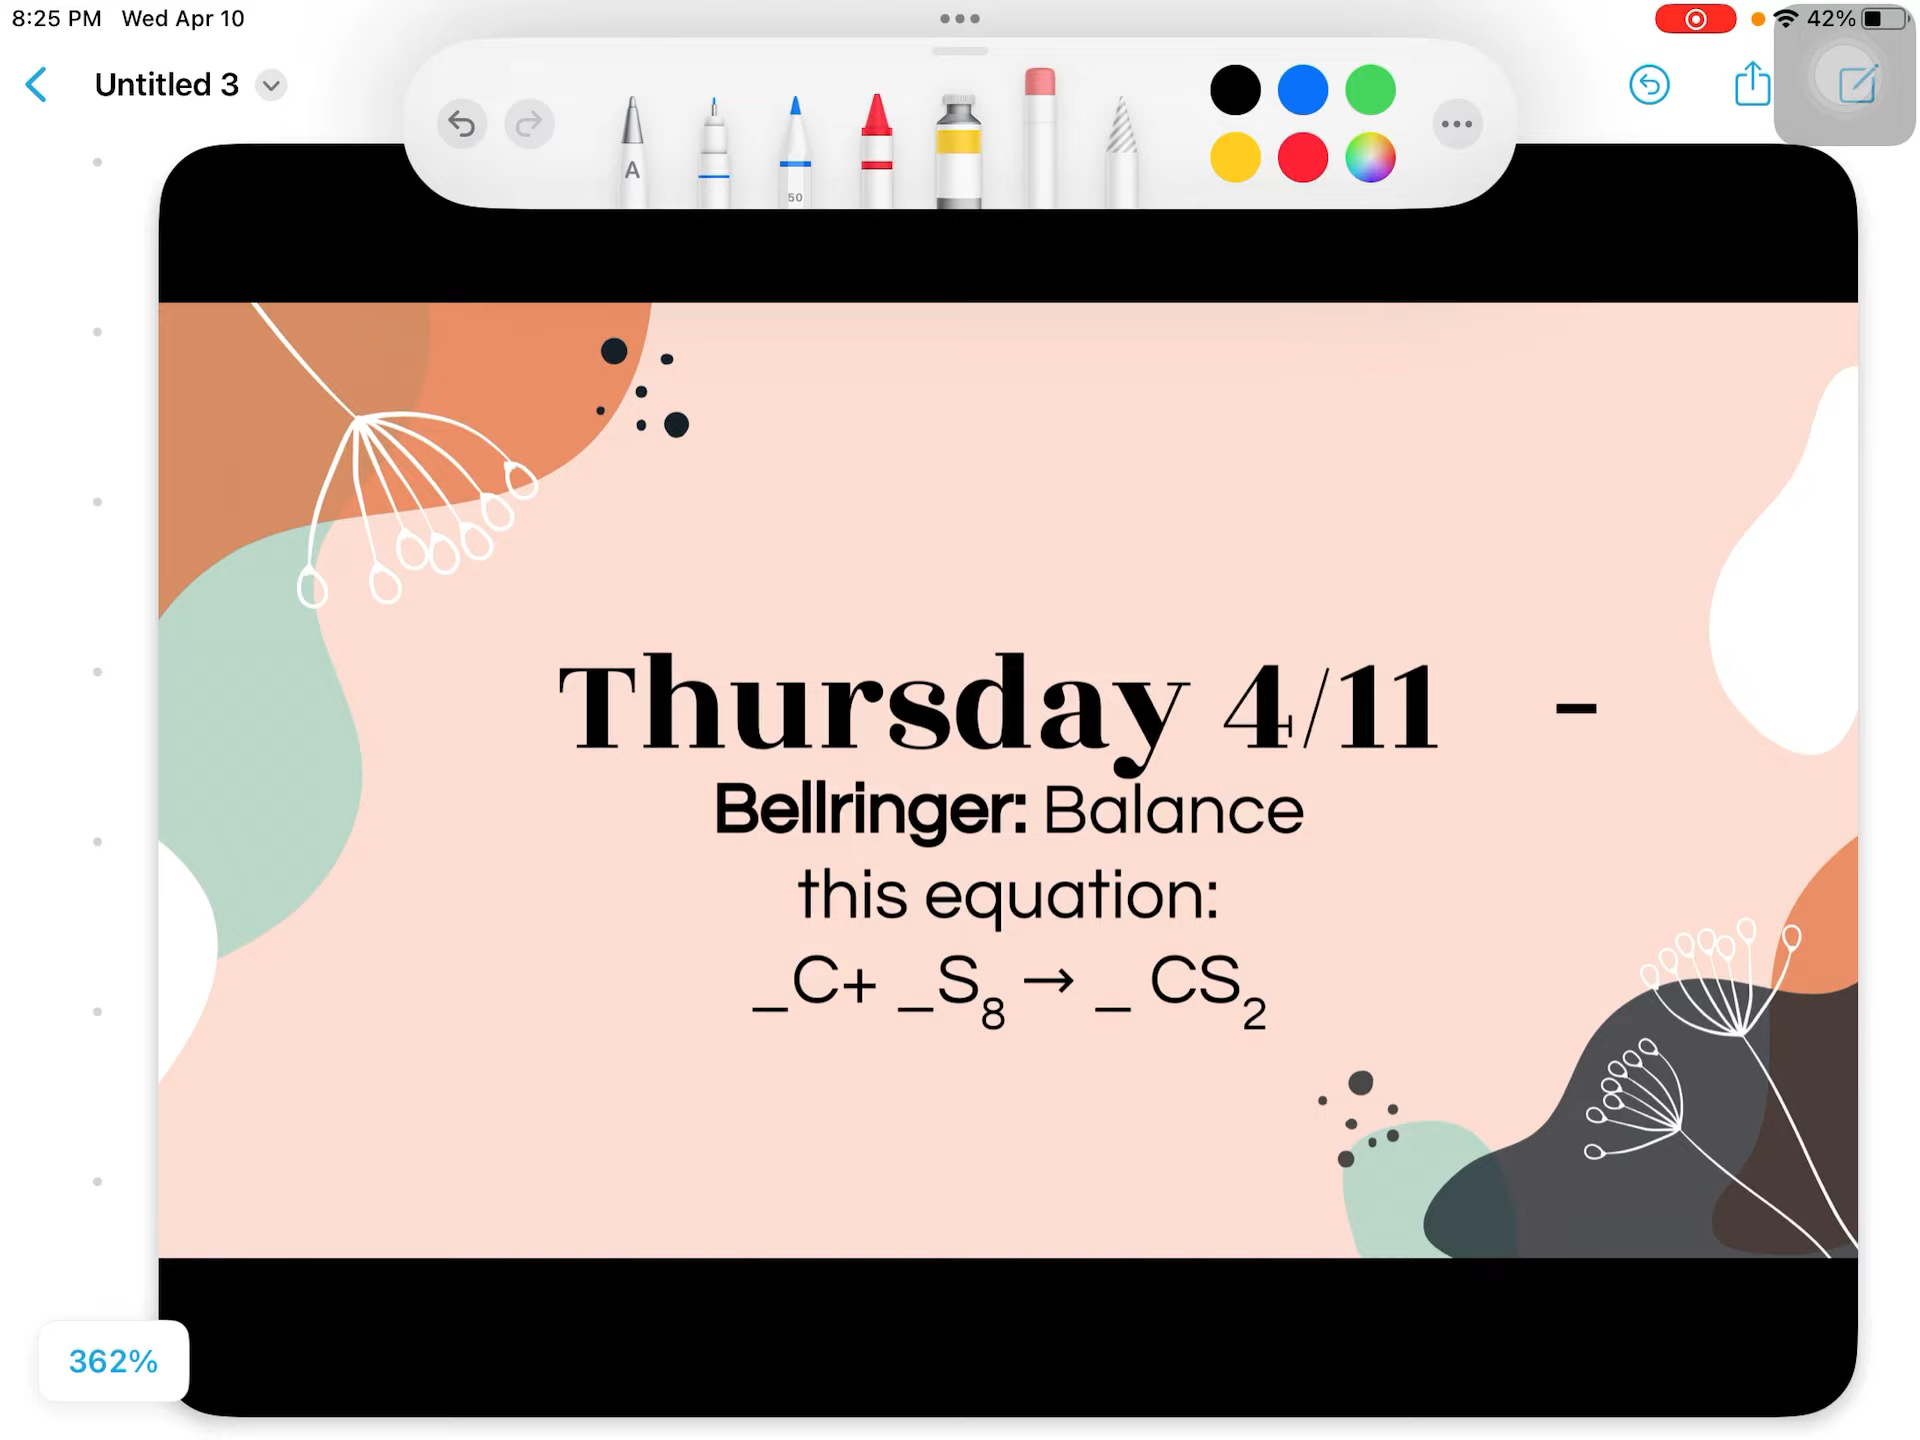 8:25 PM Wed Apr 10
42%
Untitled 3
A
50
Thursday 4/11 -
Bellringer: Balance
this equation:
_C+ _S₈ → _ CS₂
362%